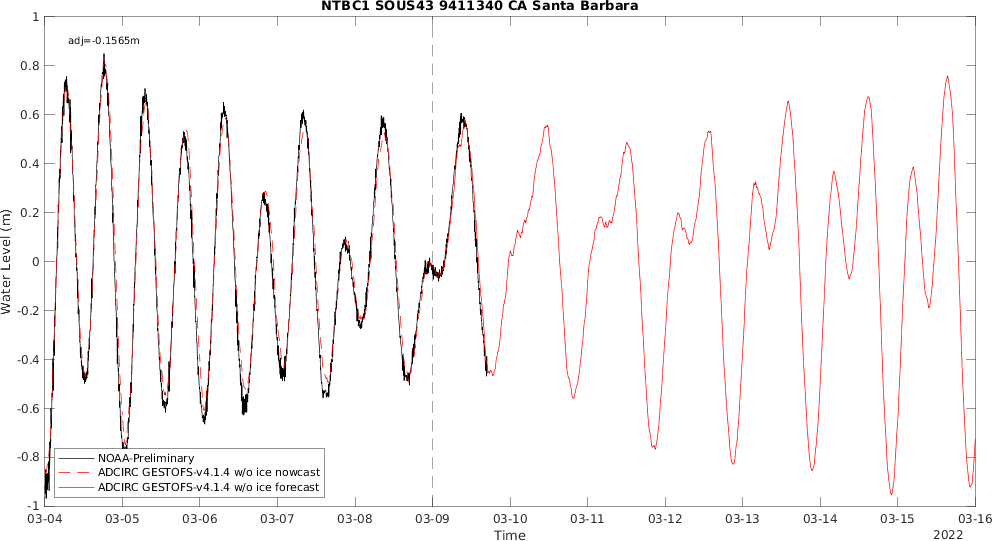 NTBC1 SOUS43 9411340 CA Santa Barbara
adj=-0.1565m
1
0.8
0.6
0.4
0.2
0
-0.2
-0.4
-0.6
-0.8
-1
Water Level (m)
NOAA-Preliminary
ADCIRC GESTOFS-v4.1.4 w/o ice nowcast
ADCIRC GESTOFS-v4.1.4 w/o ice forecast
03-04 03-05 03-06 03-07 03-08 03-09 03-10 03-11 03-12 03-13 03-14 03-15 03-16
Time
2022